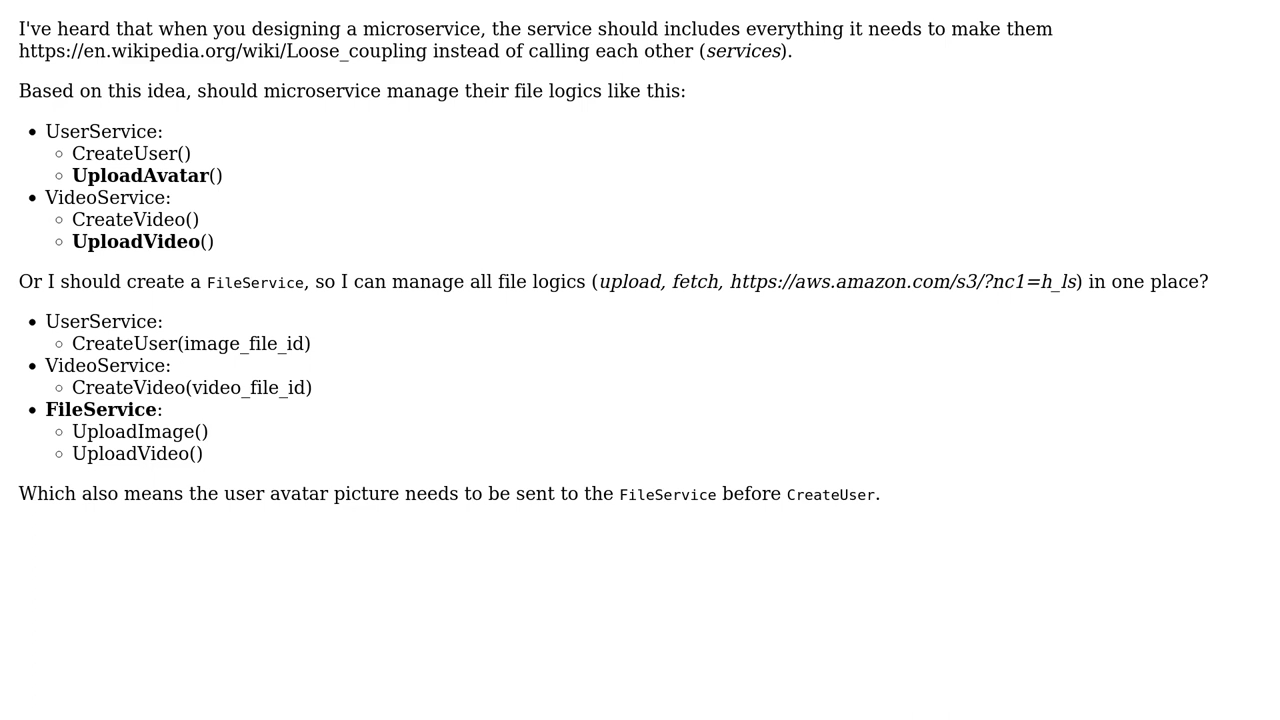 I've heard that when you designing a microservice, the service should includes everything it needs to make them
https://en.wikipedia.org/wiki/Loose_coupling instead of calling each other (services).
Based on this idea, should microservice manage their file logics like this:
• UserService:
◦ CreateUser()
◦ UploadAvatar()
• VideoService:
◦ CreateVideo()
◦ UploadVideo()
Or I should create a FileService, so I can manage all file logics (upload, fetch, https://aws.amazon.com/s3/?nc1=h_ls) in one place?
• UserService:
◦ CreateUser(image_file_id)
• VideoService:
◦ CreateVideo(video_file_id)
• FileService:
◦ UploadImage()
◦ UploadVideo()
Which also means the user avatar picture needs to be sent to the FileService before CreateUser.